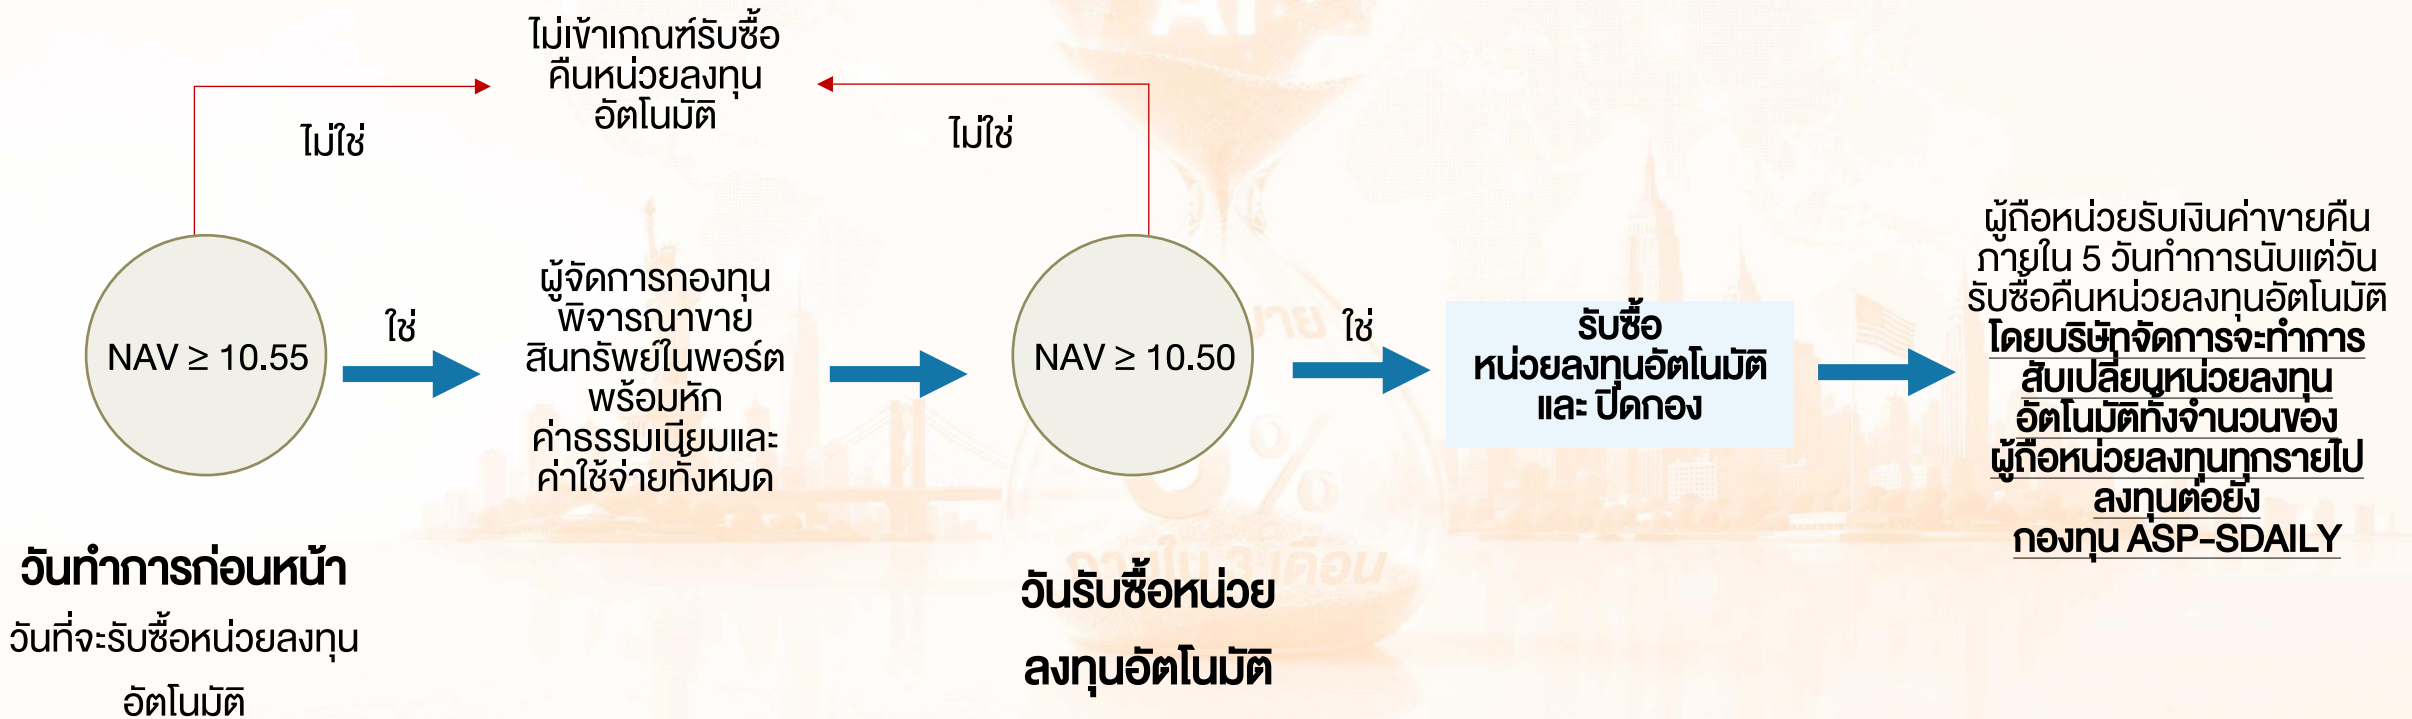 ไม่เข้าเกณฑ์รับซื้อ
คืนหน่วยลงทุน
อัตโนมัติ
ไม่ใช่
ไม่ใช่
NAV ≥ 10.55
ใช่
ผู้จัดการกองทุน
พิจารณาขาย
สินทรัพย์ในพอร์ต
พร้อมหัก
ค่าธรรมเนียมและ
ค่าใช้จ่ายทั้งหมด
NAV ≥ 10.50
ใช่
รับซื้อ
หน่วยลงทุนอัตโนมัติ
และ ปิดกอง
ผู้ถือหน่วยรับเงินค่าขายคืน
ภายใน 5 วันทำการนับแต่วัน
รับซื้อคืนหน่วยลงทุนอัตโนมัติ
โดยบริษัทจัดการจะทำการ
สับเปลี่ยนหน่วยลงทุน
อัตโนมัติทั้งจำนวนของ
ผู้ถือหน่วยลงทุนทุกรายไป
ลงทุนต่อยัง
กองทุน ASP-SDAILY
วันทำการก่อนหน้า
วันที่จะรับซื้อหน่วยลงทุน
อัตโนมัติ
วันรับซื้อหน่วย
ลงทุนอัตโนมัติ
%
ภายใน 3 เดือน